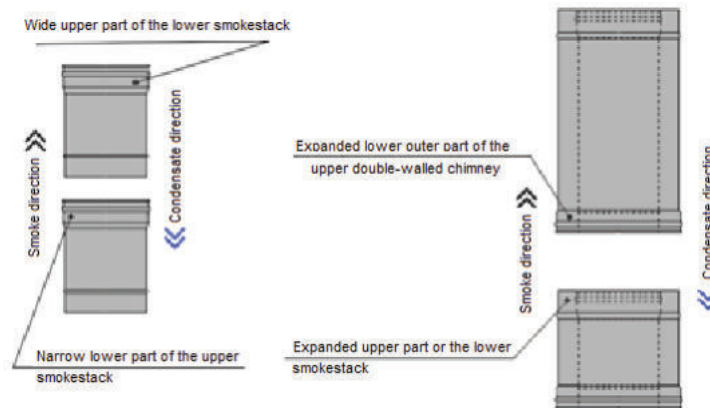 Wide upper part of the lower smokestack
Smoke direction
Condensate direction
Narrow lower part of the upper
smokestack
Expanded lower outer part of the
upper double-walled chimney
Smoke direction
Condensate direction
Expanded upper part or the lower
smokestack